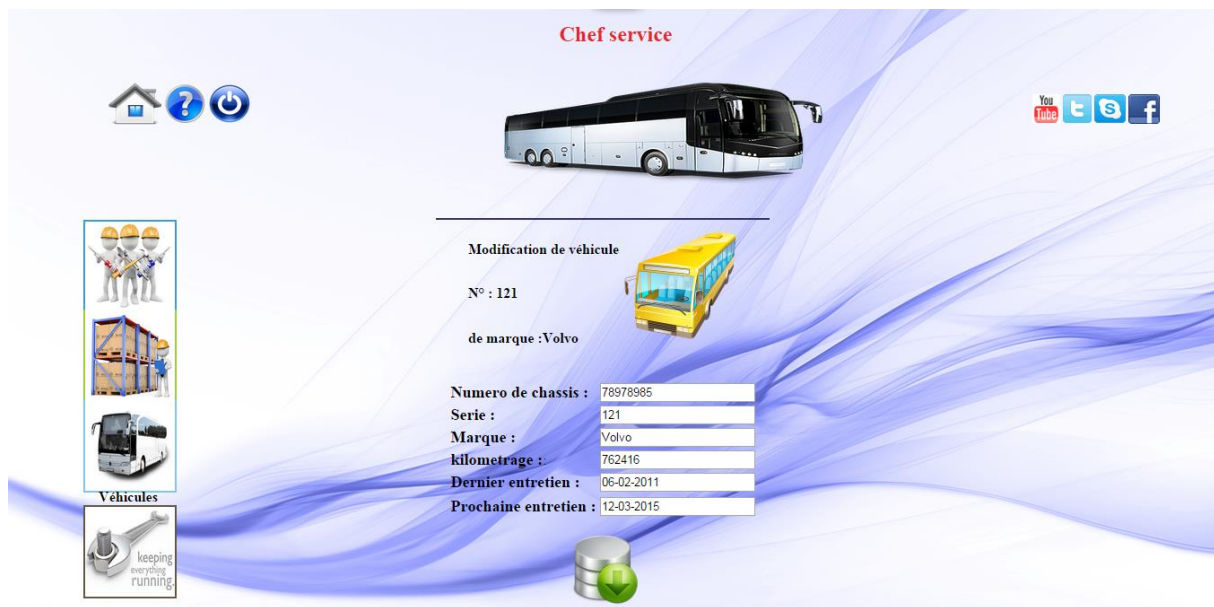 Chef service
You
Tube
Modification de véhicule
N° : 121
de marque :Volvo
Numero de chassis : 78978985
Serie : 121
Marque : Volvo
kilometrage : 762416
Dernier entretien : 06-02-2011
Prochaine entretien : 12-03-2015
Véhicules
keeping
everything
running.